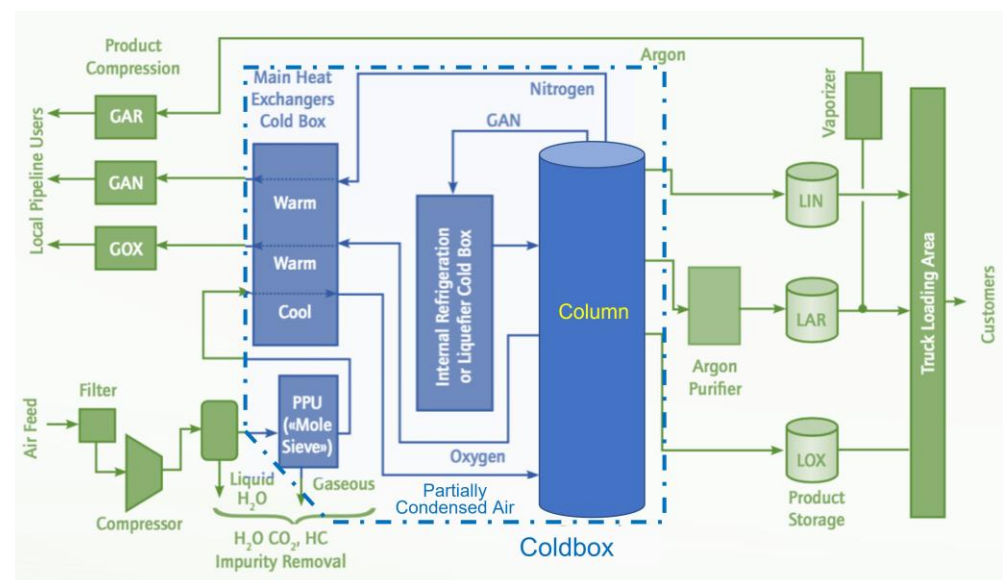 Product
Compression
Argon
Main Heat
Exchangers
Cold Box
Nitrogen
GAN
Vaporizer
GAR
Local Pipeline Users
GAN
Warm
LIN
GOX
Warm
Cool
Internal Refrigeration
or Liquefier Cold Box
Column
LAR
Truck Loading Area
Customers
Argon
Purifier
Filter
Air Feed
PPU
(«Mole
Sieve»)
LOX
Oxygen
Liquid
H₂O
Gaseous
Partially
Condensed Air
Product
Storage
Compressor
H₂O CO₂, HC
Impurity Removal
Coldbox